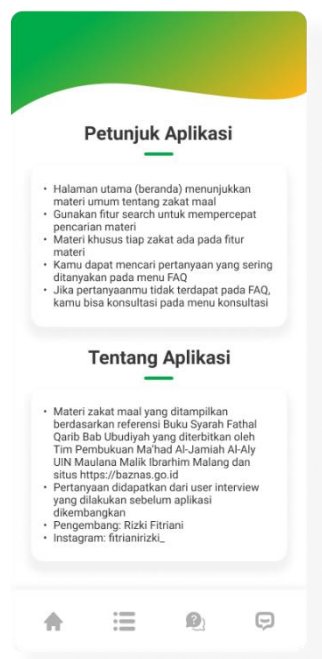 Petunjuk Aplikasi
• Halaman utama (beranda) menunjukkan
materi umum tentang zakat maal
• Gunakan fitur search untuk mempercepat
pencarian materi
• Materi khusus tiap zakat ada pada fitur
materi
• Kamu dapat mencari pertanyaan yang sering
ditanyakan pada menu FAQ
• Jika pertanyaanmu tidak terdapat pada FAQ,
kamu bisa konsultasi pada menu konsultasi
Tentang Aplikasi
• Materi zakat maal yang ditampilkan
berdasarkan referensi Buku Syarah Fathal
Qarib Bab Ubudiyah yang diterbitkan oleh
Tim Pembukuan Ma'had Al-Jamiah Al-Aly
UIN Maulana Malik Ibrarhim Malang dan
situs https://baznas.go.id
• Pertanyaan didapatkan dari user interview
yang dilakukan sebelum aplikasi
dikembangkan
• Pengembang: Rizki Fitriani
• Instagram: fitrianirizki_